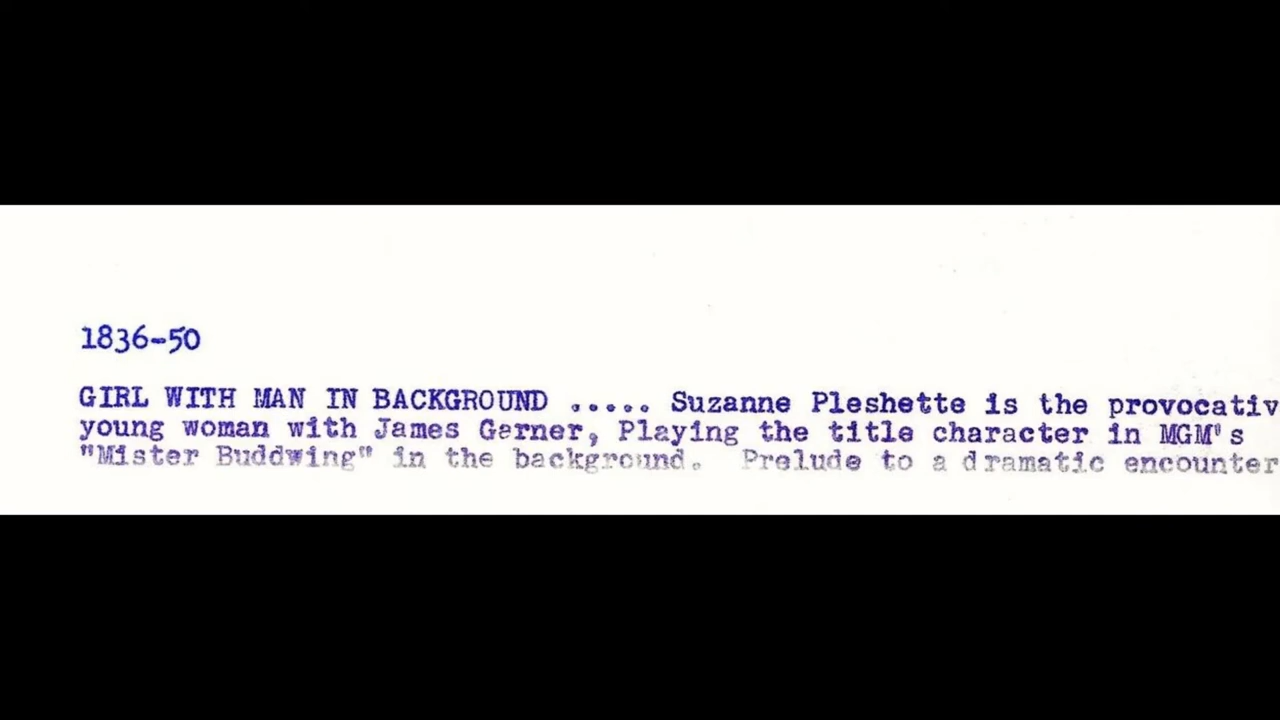 1836-50
GIRL WITH MAN IN BACKGROUND ..... Suzanne Pleshette is the provocativ
young woman with James Garner, Playing the title character in MGM's
"Mister Buddwing" in the background. Prelude to a dramatic encounter